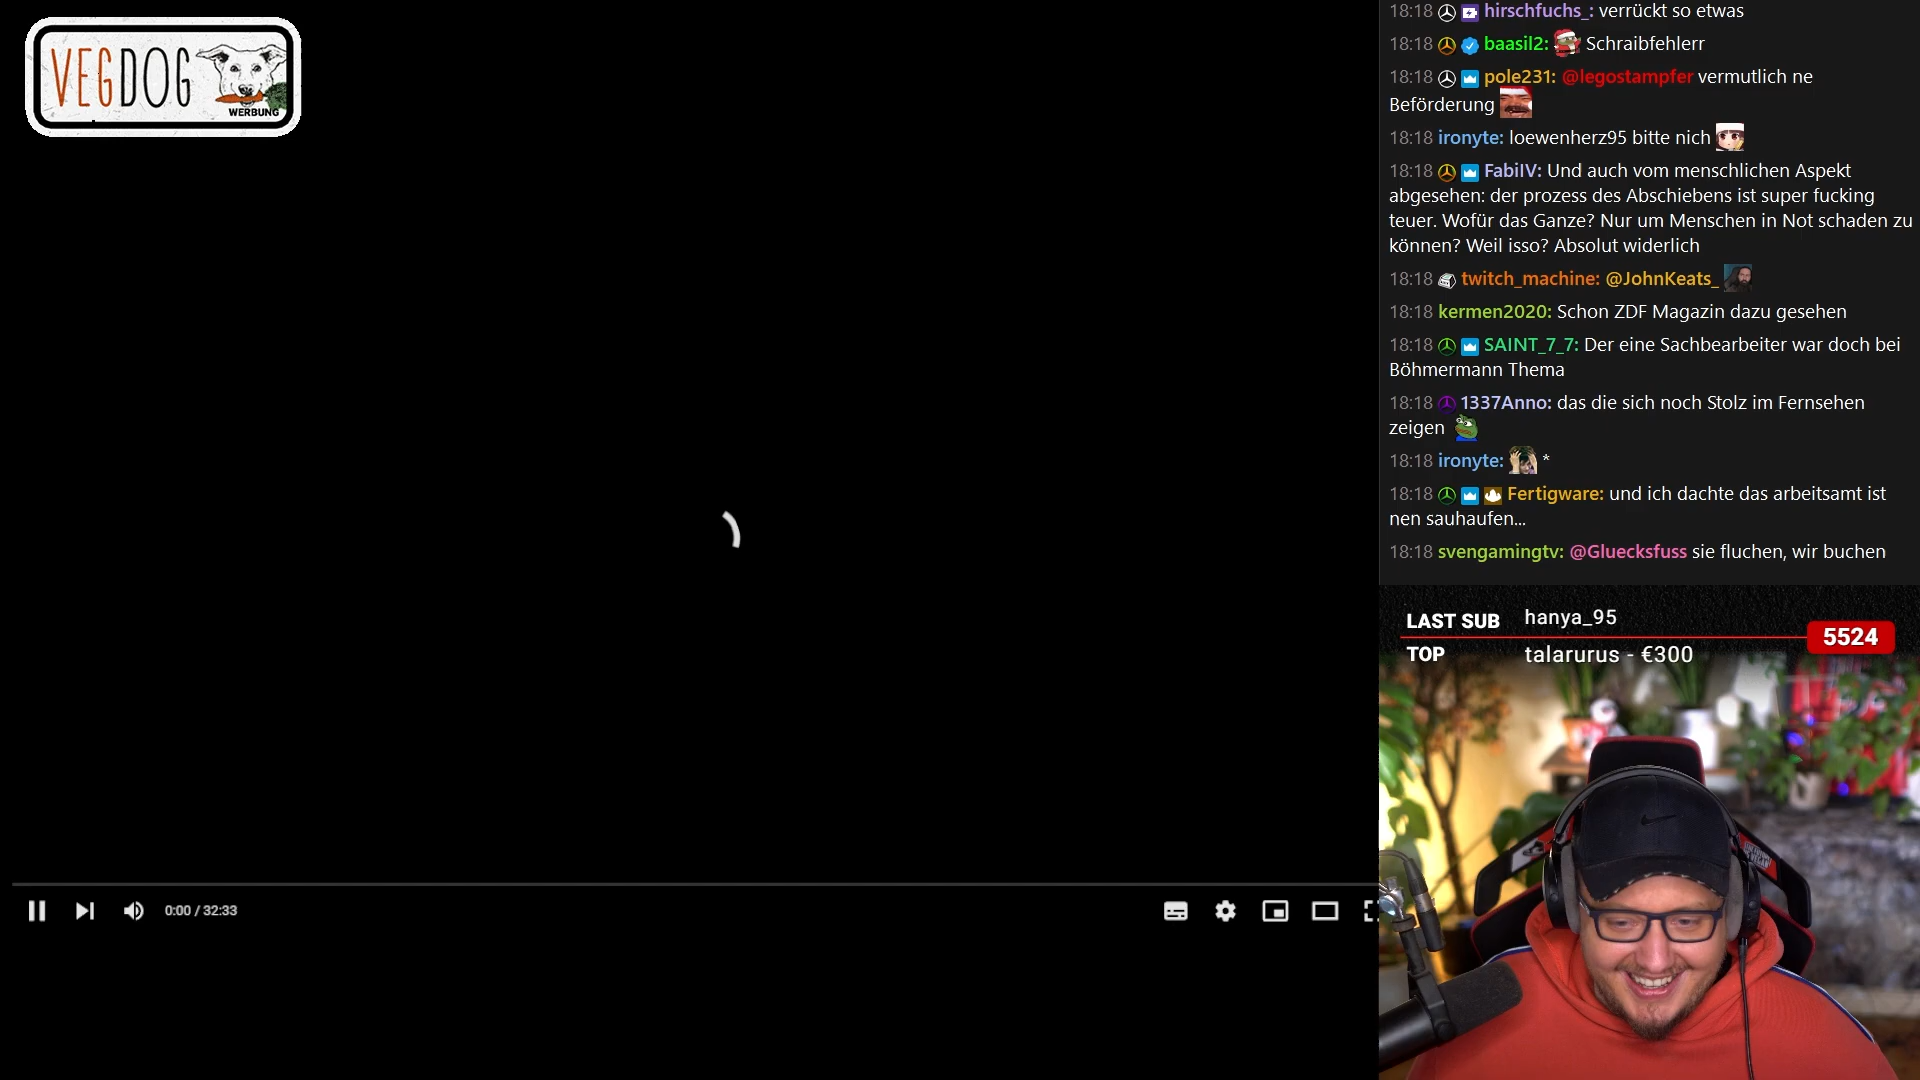 VEGDOG
WERBUNG
18:18 hirschfuchs_: verrückt so etwas
18:18 baasil2: Schraibfehlerr
18:18 pole231: @legostampfer vermutlich ne
Beförderung
18:18 ironyte: loewenherz95 bitte nich
18:18 FabiIV: Und auch vom menschlichen Aspekt
abgesehen: der prozess des Abschiebens ist super fucking
teuer. Wofür das Ganze? Nur um Menschen in Not schaden zu
können? Weil isso? Absolut widerlich
18:18 twitch_machine: @JohnKeats_
18:18 kermen2020: Schon ZDF Magazin dazu gesehen
18:18 SAINT_7_7: Der eine Sachbearbeiter war doch bei
Böhmermann Thema
18:18 1337Anno: das die sich noch Stolz im Fernsehen
zeigen
18:18 ironyte: *
18:18 Fertigware: und ich dachte das arbeitsamt ist
nen sauhaufen...
18:18 svengamingtv: @Gluecksfuss sie fluchen, wir buchen
LAST SUB hanya_95
5524
TOP talarurus - €300
0:00 / 32:33